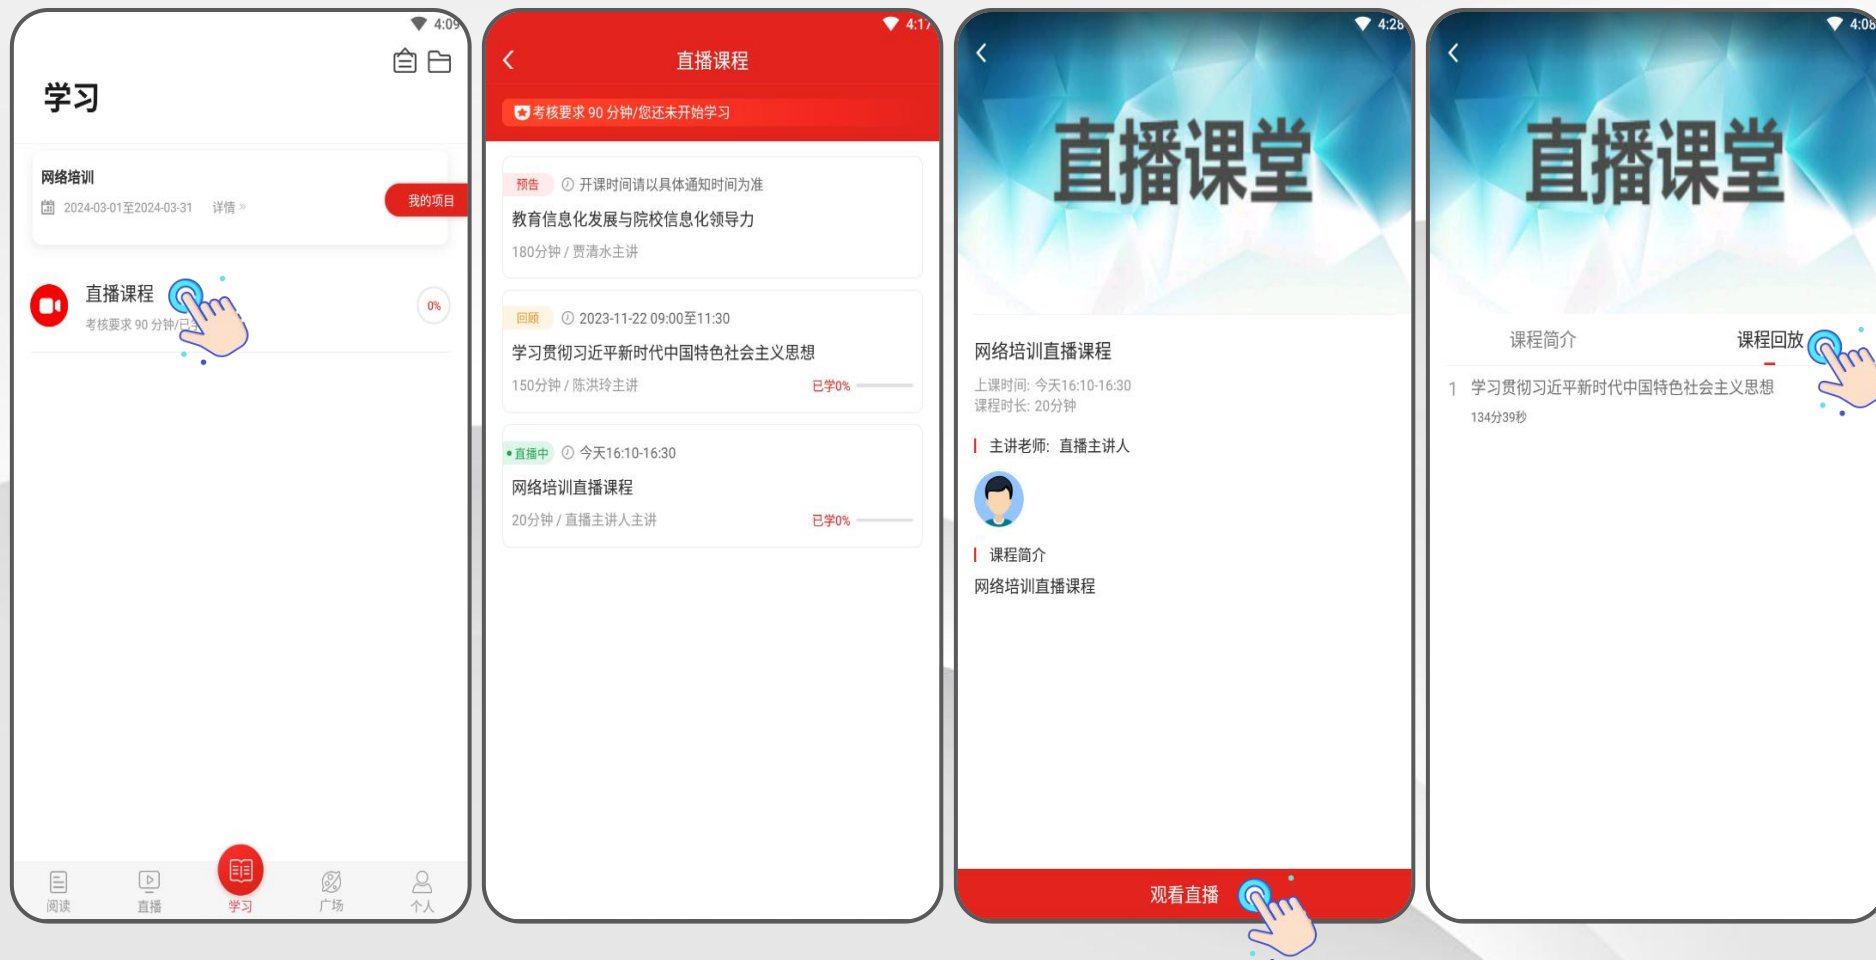 4:09
学习
网络培训
2024-03-01至2024-03-31 详情 »
我的项目
直播课程
考核要求 90 分钟/已
0%
阅读
直播
学习
广场
个人
4:17
直播课程
考核要求 90 分钟/您还未开始学习
预告 开课时间请以具体通知时间为准
教育信息化发展与院校信息化领导力
180分钟 / 贾清水主讲
回顾 2023-11-22 09:00至11:30
学习贯彻习近平新时代中国特色社会主义思想
150分钟 / 陈洪玲主讲 已学0%
直播中 今天16:10-16:30
网络培训直播课程
20分钟 / 直播主讲人主讲 已学0%
4:28
直播课堂
网络培训直播课程
上课时间: 今天16:10-16:30
课程时长: 20分钟
主讲老师: 直播主讲人
课程简介
网络培训直播课程
观看直播
4:08
直播课堂
课程简介 课程回放
1 学习贯彻习近平新时代中国特色社会主义思想
134分39秒